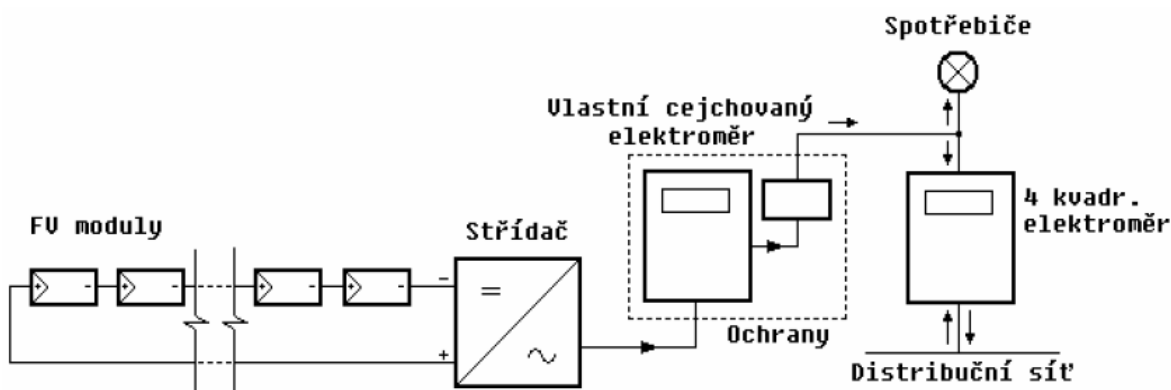 Spotřebiče
Vlastní cejchovaný
elektroměr
4 kvadr.
elektroměr
FV moduly
Střídač
+ - + - + - + - -
=
+
~
Ochrany
Distribuční síť